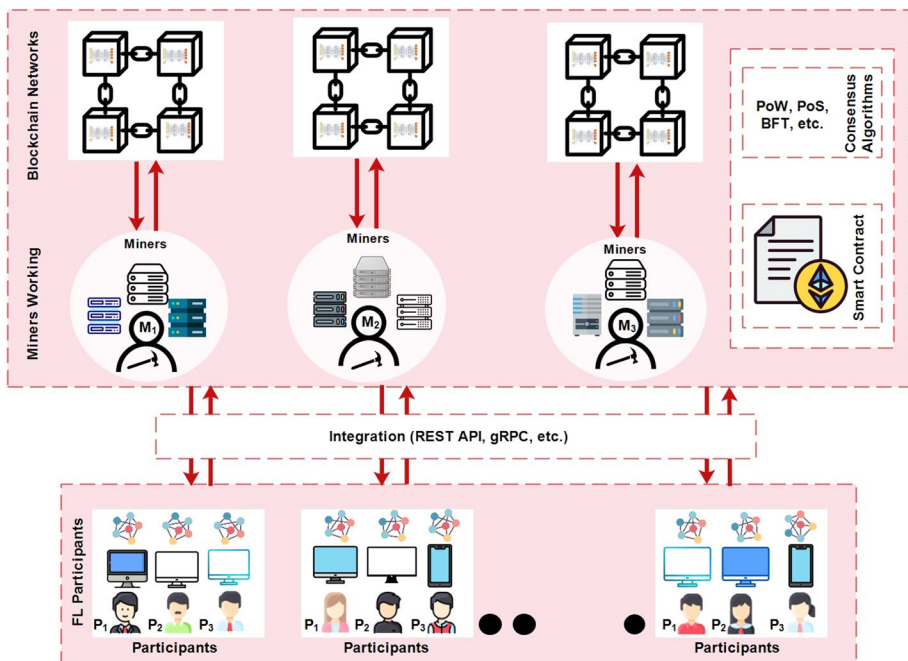 Blockchain Networks
PoW, PoS,
BFT, etc.
Consensus
Algorithms
Miners Working
Miners
M1
Miners
M2
Miners
M3
Smart Contract
Integration (REST API, gRPC, etc.)
FL Participants
P1 P2 P3
Participants
P1 P2 P3
Participants
P1 P2 P3
Participants